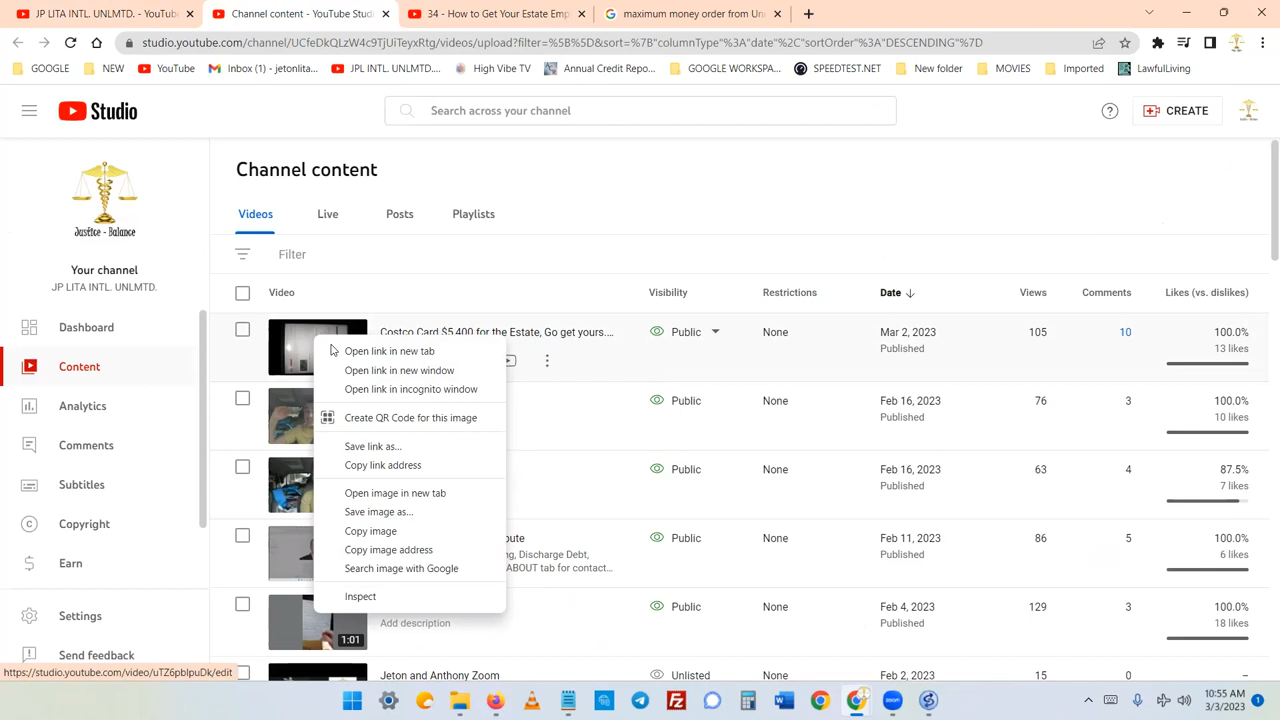 JPL INTL. UNLMTD. - YouTube
Channel content - YouTube Studio
34 - How to Get Your Estate Emp
maximum money order from Un
studio.youtube.com/channel/UCfeDkQLzW4c9TjUiTeyxRtg/videos/upload?filter=%5B%5D&sort=%7B"columnType"%3A"date"%2C"sortOrder"%3A"DESCENDING"%7D
GOOGLE
NEW
YouTube
Inbox (1) - jetonlita...
JPL INTL. UNLMTD....
High Vibe TV
Annual Credit Repo...
GOOGLE WORKSPA...
SPEEDTEST.NET
New folder
MOVIES
Imported
LawfulLiving
Studio
Search across your channel
CREATE
Justice - Balance
Your channel
JP LITA INTL. UNLMTD.
Dashboard
Content
Analytics
Comments
Subtitles
Copyright
Earn
Settings
Send feedback
Channel content
Videos
Live
Posts
Playlists
Filter
Video
Visibility
Restrictions
Date
Views
Comments
Likes (vs. dislikes)
Costco Card $5,400 for the Estate, Go get yours....
Public
None
Mar 2, 2023
Published
105
10
100.0%
13 likes
Open link in new tab
Open link in new window
Open link in incognito window
Create QR Code for this image
Save link as...
Copy link address
Open image in new tab
Save image as...
Copy image
Copy image address
Search image with Google
Inspect
Public
None
Feb 16, 2023
Published
76
3
100.0%
10 likes
Public
None
Feb 16, 2023
Published
63
4
87.5%
7 likes
ng, Discharge Debt,
ABOUT tab for contact...
Public
None
Feb 11, 2023
Published
86
5
100.0%
6 likes
1:01
Add description
Public
None
Feb 4, 2023
Published
129
3
100.0%
18 likes
Jeton and Anthony Zoom
Unlisted
None
Feb 1, 2023
15
0
–
https://studio.youtube.com/video/uTZ6pbIpuDk/edit
10:55 AM
3/3/2023
1